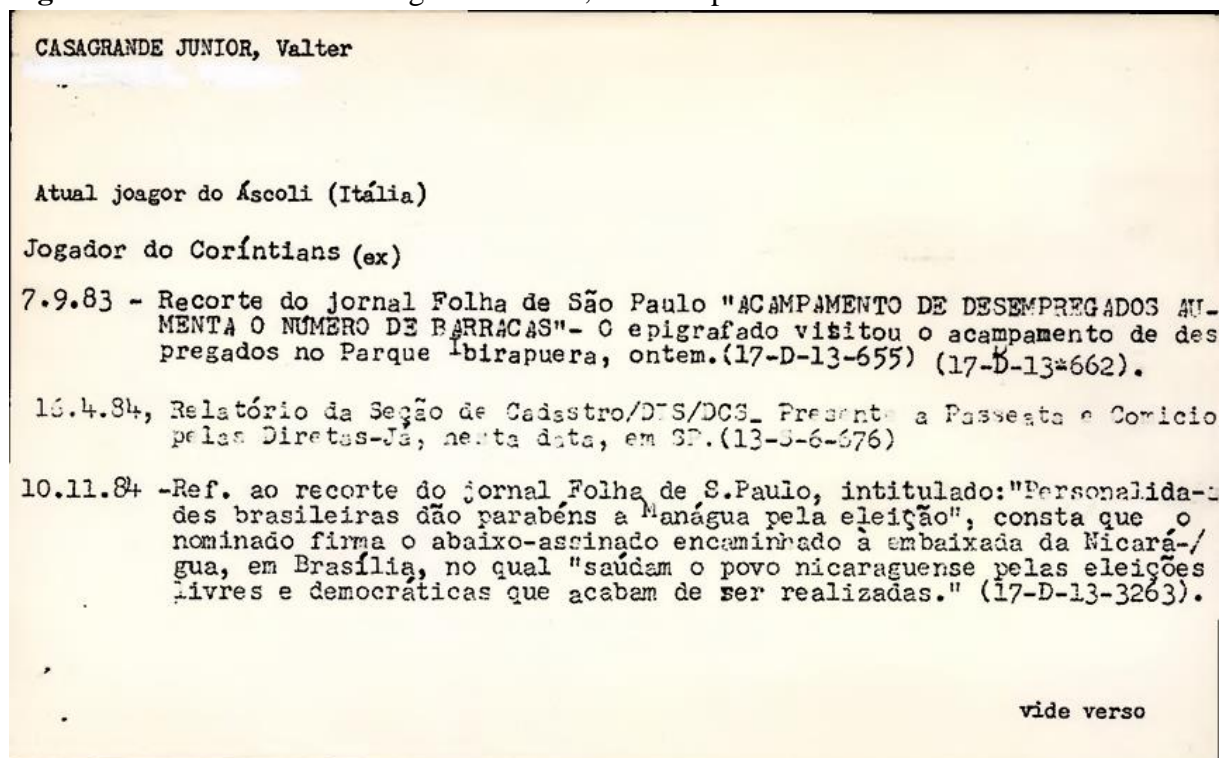 CASAGRANDE JUNIOR, Valter
Atual joagor do Áscoli (Itália)
Jogador do Coríntians (ex)
7.9.83 - Recorte do jornal Folha de São Paulo "ACAMPAMENTO DE DESEMPREGADOS AU-
MENTA O NÚMERO DE BARRACAS"- O epigrafado visitou o acampamento de des
pregados no Parque Ibirapuera, ontem.(17-D-13-655) (17-D-13-662).
16.4.84, Relatório da Seção de Cadastro/DIS/DCS_ Presente a Passeata e Comicio
pelas Diretas-Já, nesta data, em SP.
10.11.84 -Ref. ao recorte do jornal Folha de S.Paulo, intitulado:"Personalida-
des brasileiras dão parabéns a Manágua pela eleição", consta que o
nominado firma o abaixo-assinado encaminhado à embaixada da Nicará-/
gua, em Brasília, no qual "saúdam o povo nicaraguense pelas eleições
livres e democráticas que acabam de ser realizadas." (17-D-13-3263).
vide verso